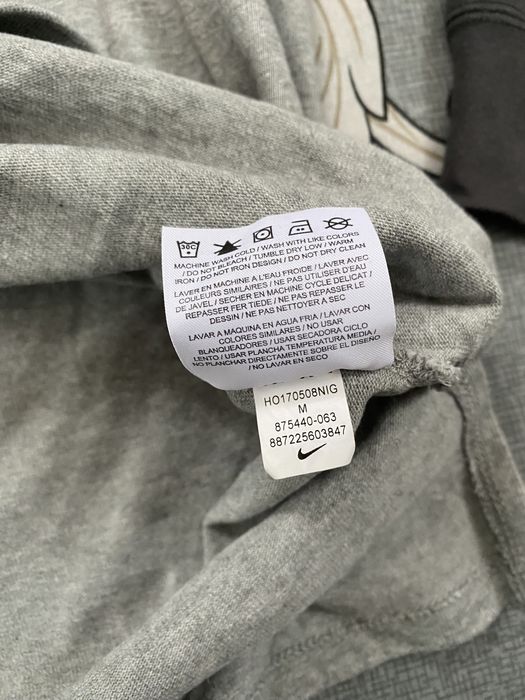 30C
MACHINE WASH COLD / WASH WITH LIKE COLORS
/ DO NOT BLEACH / TUMBLE DRY LOW / WARM
IRON / DO NOT IRON DESIGN / DO NOT DRY CLEAN
LAVER EN MACHINE A L'EAU FROIDE / LAVER AVEC
COULEURS SIMILAIRES / NE PAS UTILISER D'EAU
DE JAVEL / SECHER EN MACHINE CYCLE DELICAT /
REPASSER FER TIEDE / NE PAS REPASSER LE
DESSIN / NE PAS NETTOYER A SEC
LAVAR A MAQUINA EN AGUA FRIA / LAVAR CON
COLORES SIMILARES / NO USAR
BLANQUEADORES / USAR SECADORA CICLO
LENTO / USAR PLANCHA TEMPERATURA MEDIA /
NO PLANCHAR DIRECTAMENTE SOBRE EL DISEÑO
/ NO LAVAR EN SECO
HO170508NIG
M
875440-063
887225603847